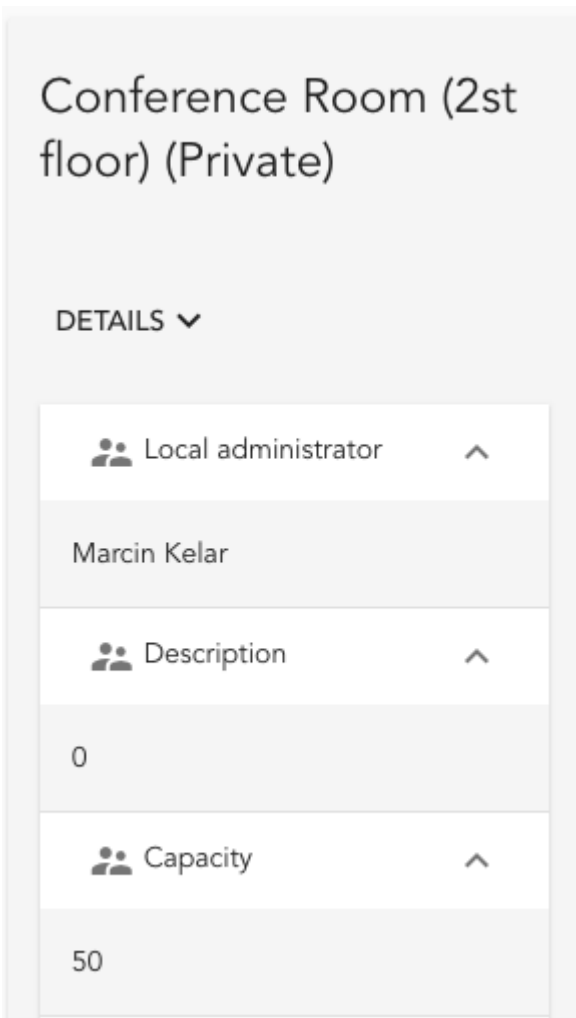 Conference Room (2st
floor) (Private)
DETAILS
Local administrator
Marcin Kelar
Description
0
Capacity
50